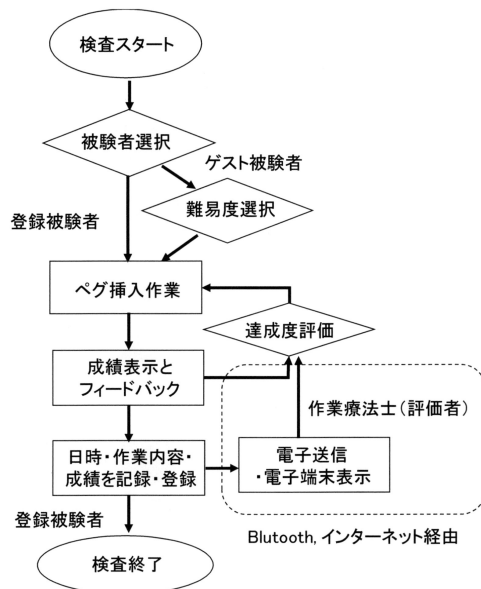 検査スタート
被験者選択
ゲスト被験者
難易度選択
登録被験者
ペグ挿入作業
達成度評価
成績表示と
フィードバック
作業療法士(評価者)
日時・作業内容・
成績を記録・登録
電子送信
・電子端末表示
登録被験者
Blutooth, インターネット経由
検査終了